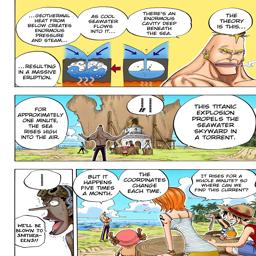 THE
THEORY
IS THIS...
THERE'S AN
ENORMOUS
CAVITY DEEP
BENEATH
THE SEA.
AS COOL
SEAWATER
FLOWS
INTO IT...
...GEOTHERMAL
HEAT FROM
BELOW CREATES
ENORMOUS
PRESSURE
AND STEAM...
...RESULTING
IN A
MASSIVE
ERUPTION.
THIS TITANIC
EXPLOSION
PROPELS THE
SEAWATER
SKYWARD IN
A TORRENT.
!!
FOR
APPROXIMATELY
ONE MINUTE,
THE SEA
RISES HIGH
INTO THE AIR.
IT RISES FOR A
WHOLE MINUTE? SO
WHERE CAN WE
FIND THIS CURRENT?
THE
COORDINATES
CHANGE
EACH TIME.
BUT IT
HAPPENS
FIVE TIMES
A MONTH.
!
WE'LL BE
BLOWN TO
SMITHER-
EENS!!